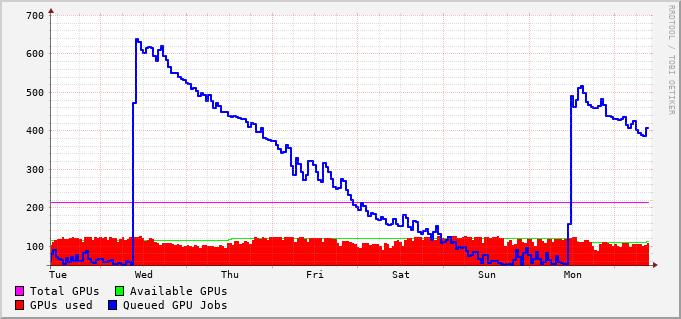 700
600
500
400
300
200
100
Tue Wed Thu Fri Sat Sun Mon
Total GPUs Available GPUs
GPUs used Queued GPU Jobs
RRDTOOL / TOBI OETIKER